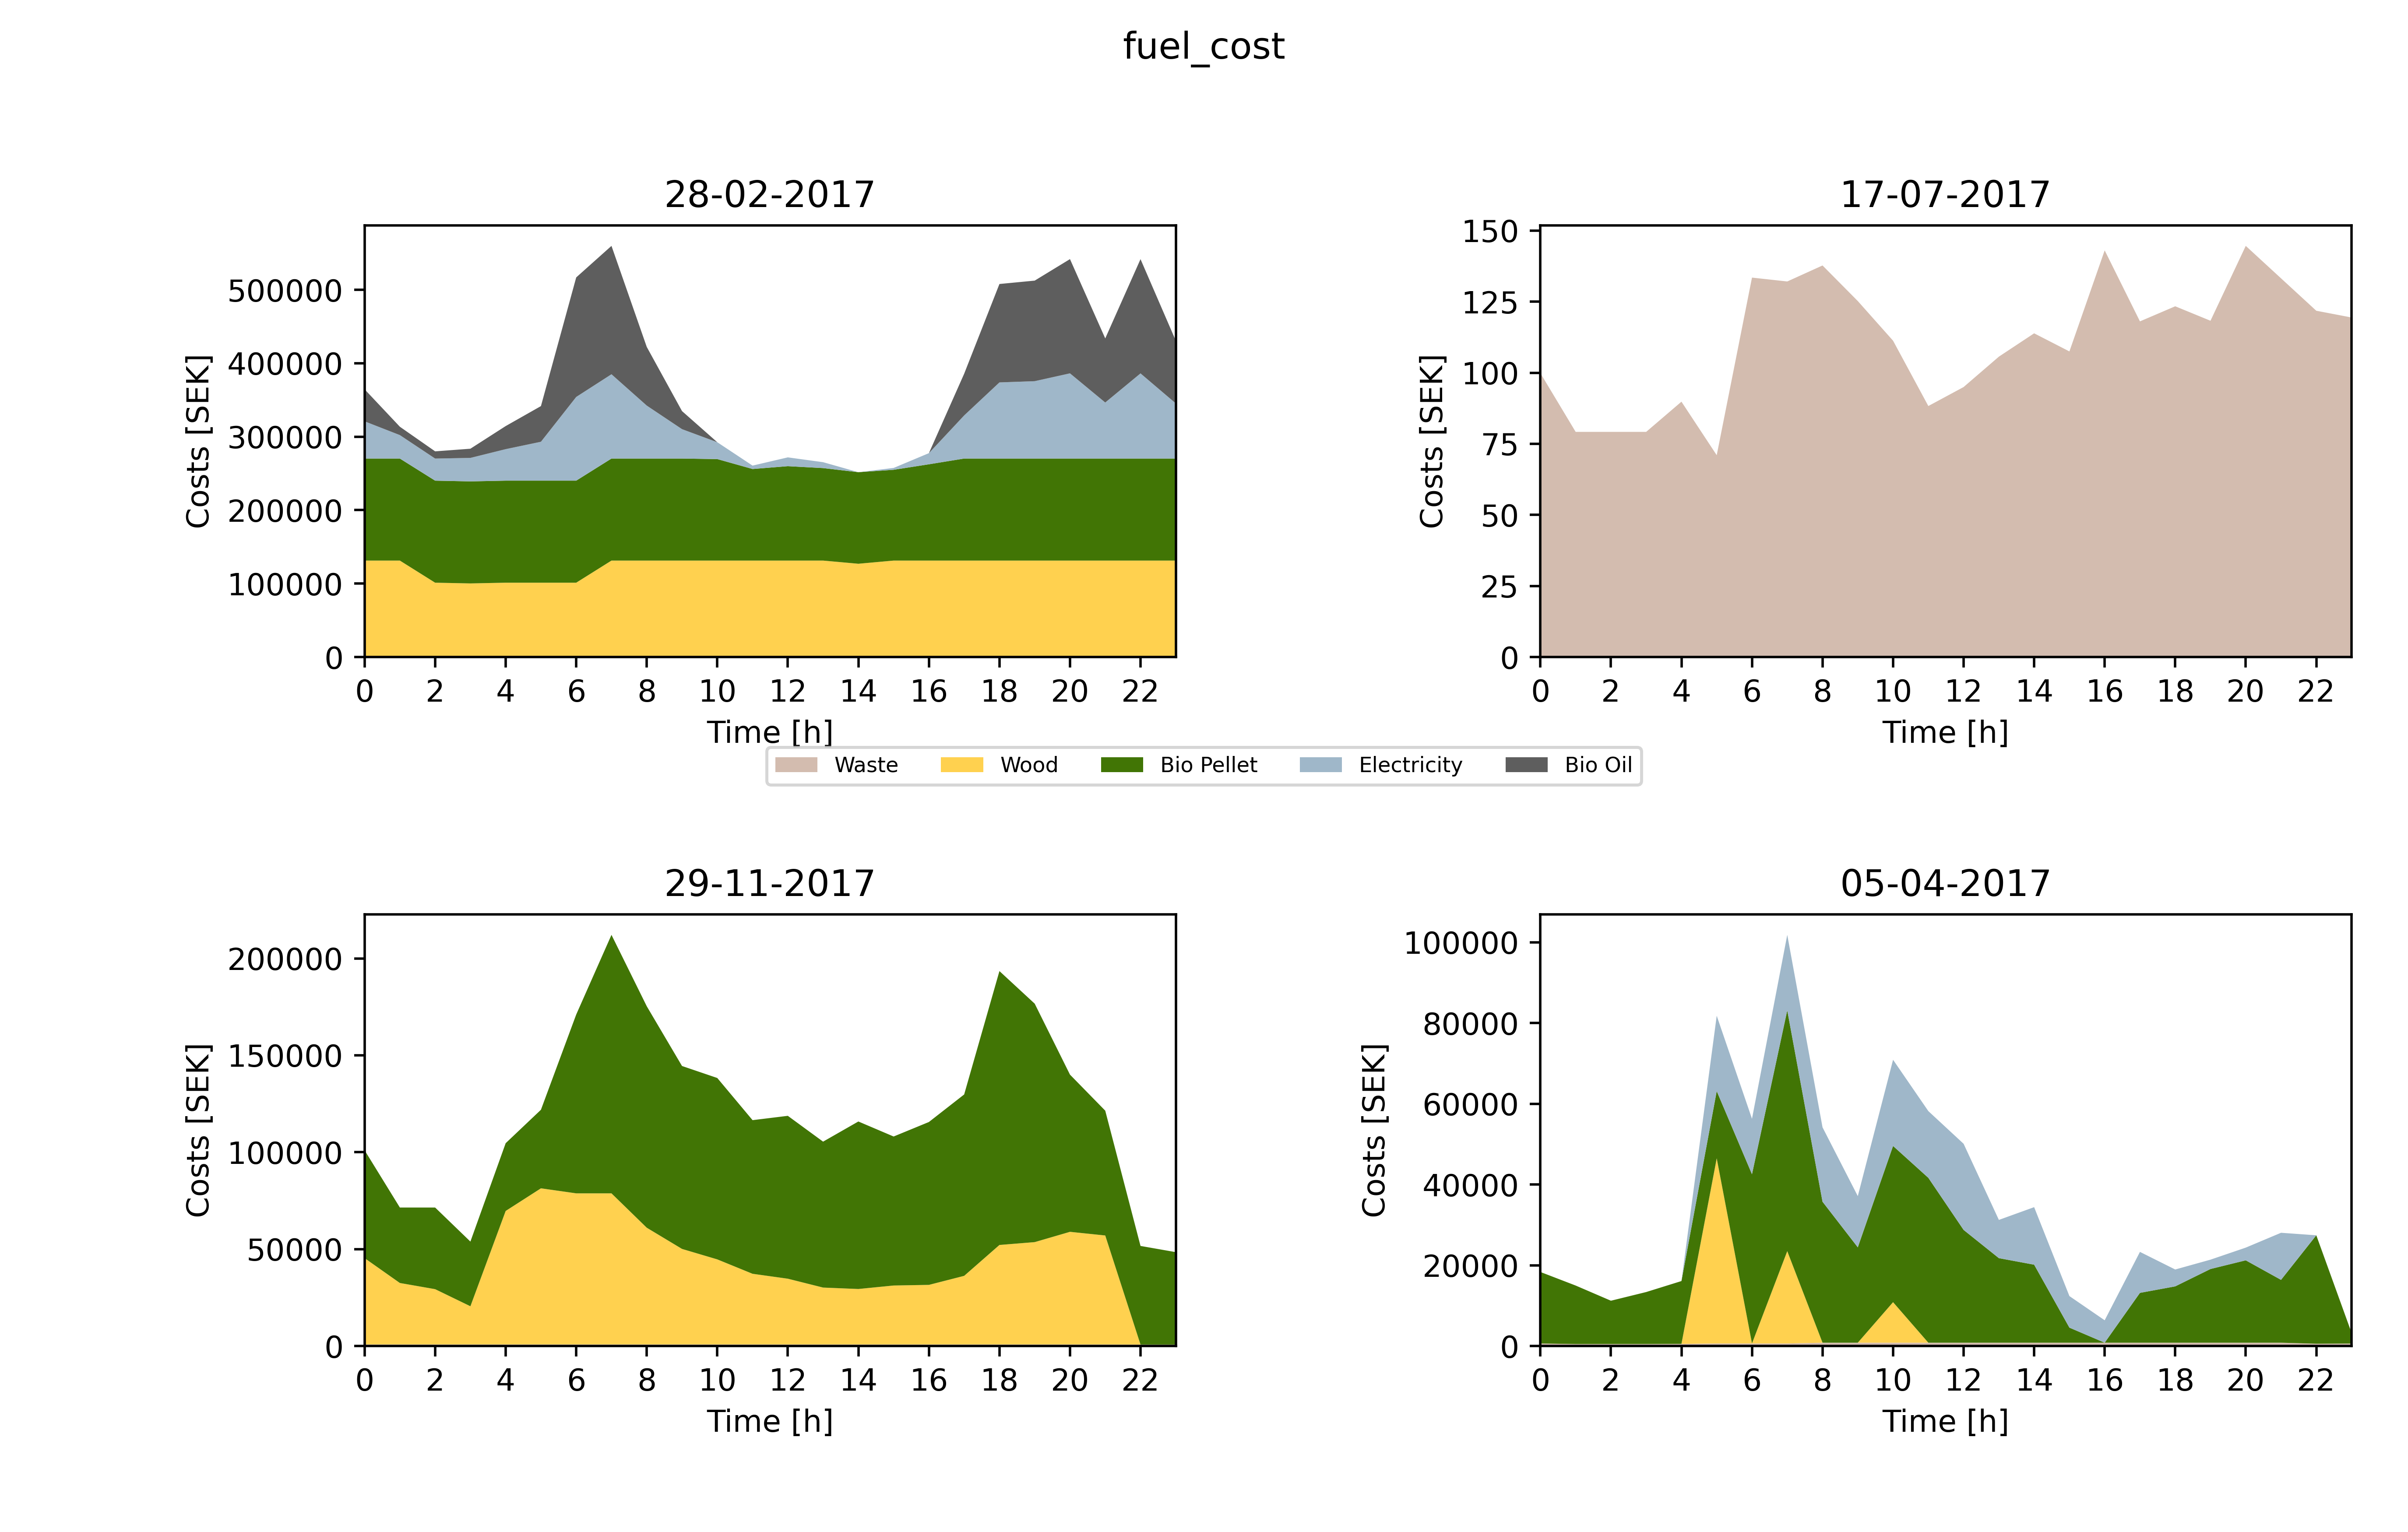 fuel_cost
28-02-2017
Costs [SEK]
500000
400000
300000
200000
100000
0
0 2 4 6 8 10 12 14 16 18 20 22
Time [h]
17-07-2017
Costs [SEK]
150
125
100
75
50
25
0
0 2 4 6 8 10 12 14 16 18 20 22
Time [h]
Waste Wood Bio Pellet Electricity Bio Oil
29-11-2017
Costs [SEK]
200000
150000
100000
50000
0
0 2 4 6 8 10 12 14 16 18 20 22
Time [h]
05-04-2017
Costs [SEK]
100000
80000
60000
40000
20000
0
0 2 4 6 8 10 12 14 16 18 20 22
Time [h]